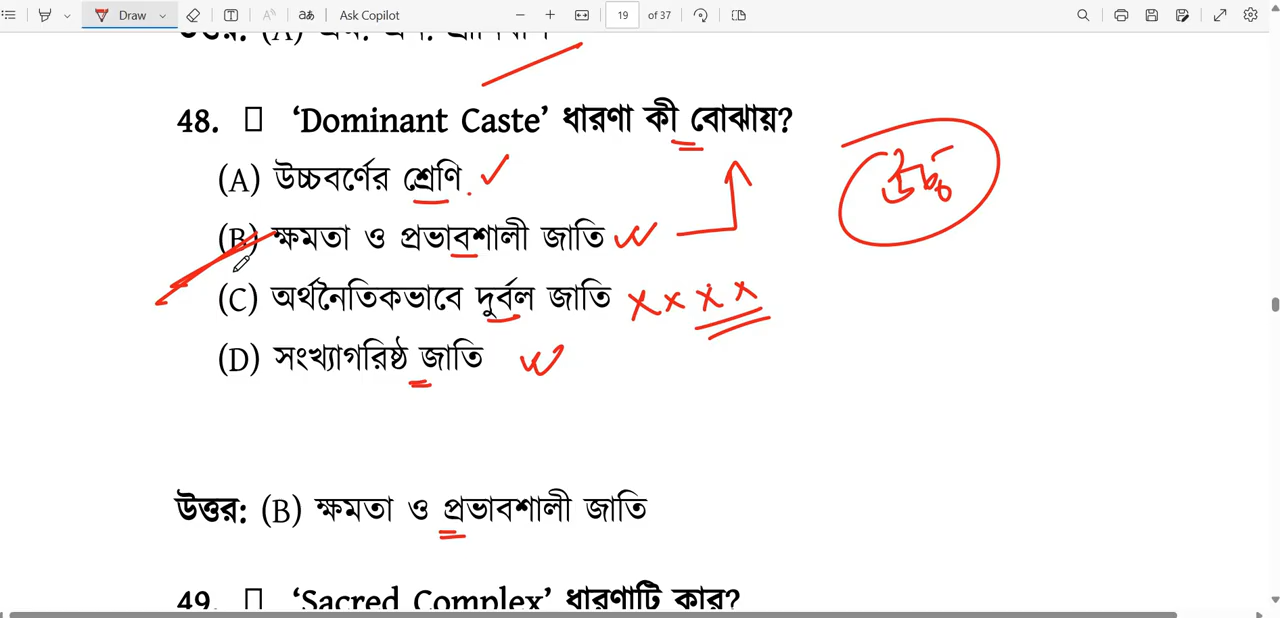 Draw
Ask Copilot
19 of 37
48. 'Dominant Caste' ধারণা কী বোঝায়?
উচ্চ
(A) উচ্চবর্ণের শ্রেণি
(B) ক্ষমতা ও প্রভাবশালী জাতি
(C) অর্থনৈতিকভাবে দুর্বল জাতি
(D) সংখ্যাগরিষ্ঠ জাতি
উত্তর: (B) ক্ষমতা ও প্রভাবশালী জাতি
49. 'Sacred Complex' ধারণাটি কার?